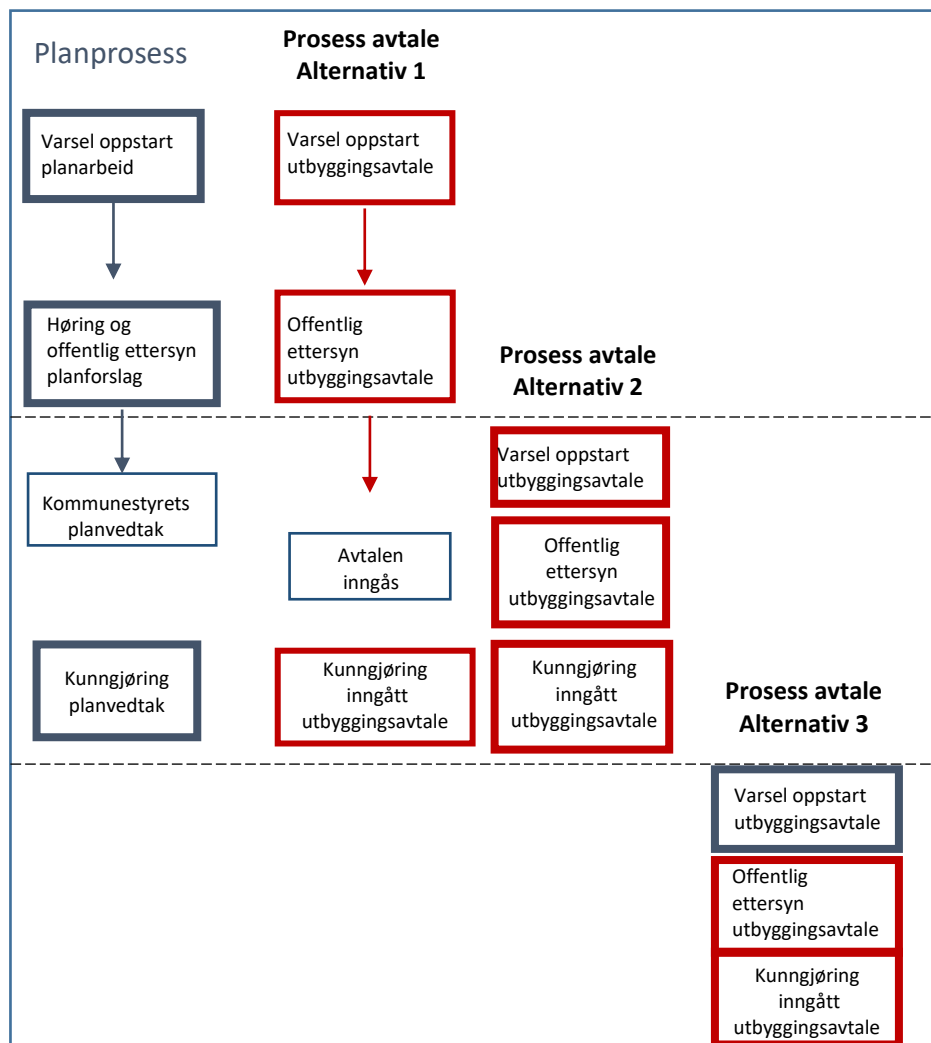 Planprosess
Varsel oppstart
planarbeid
Høring og
offentlig ettersyn
planforslag
Kommunestyrets
planvedtak
Kunngjøring
planvedtak
Prosess avtale
Alternativ 1
Varsel oppstart
utbyggingsavtale
Offentlig
ettersyn
utbyggingsavtale
Avtalen
inngås
Kunngjøring
inngått
utbyggingsavtale
Prosess avtale
Alternativ 2
Varsel oppstart
utbyggingsavtale
Offentlig
ettersyn
utbyggingsavtale
Kunngjøring
inngått
utbyggingsavtale
Prosess avtale
Alternativ 3
Varsel oppstart
utbyggingsavtale
Offentlig
ettersyn
utbyggingsavtale
Kunngjøring
inngått
utbyggingsavtale